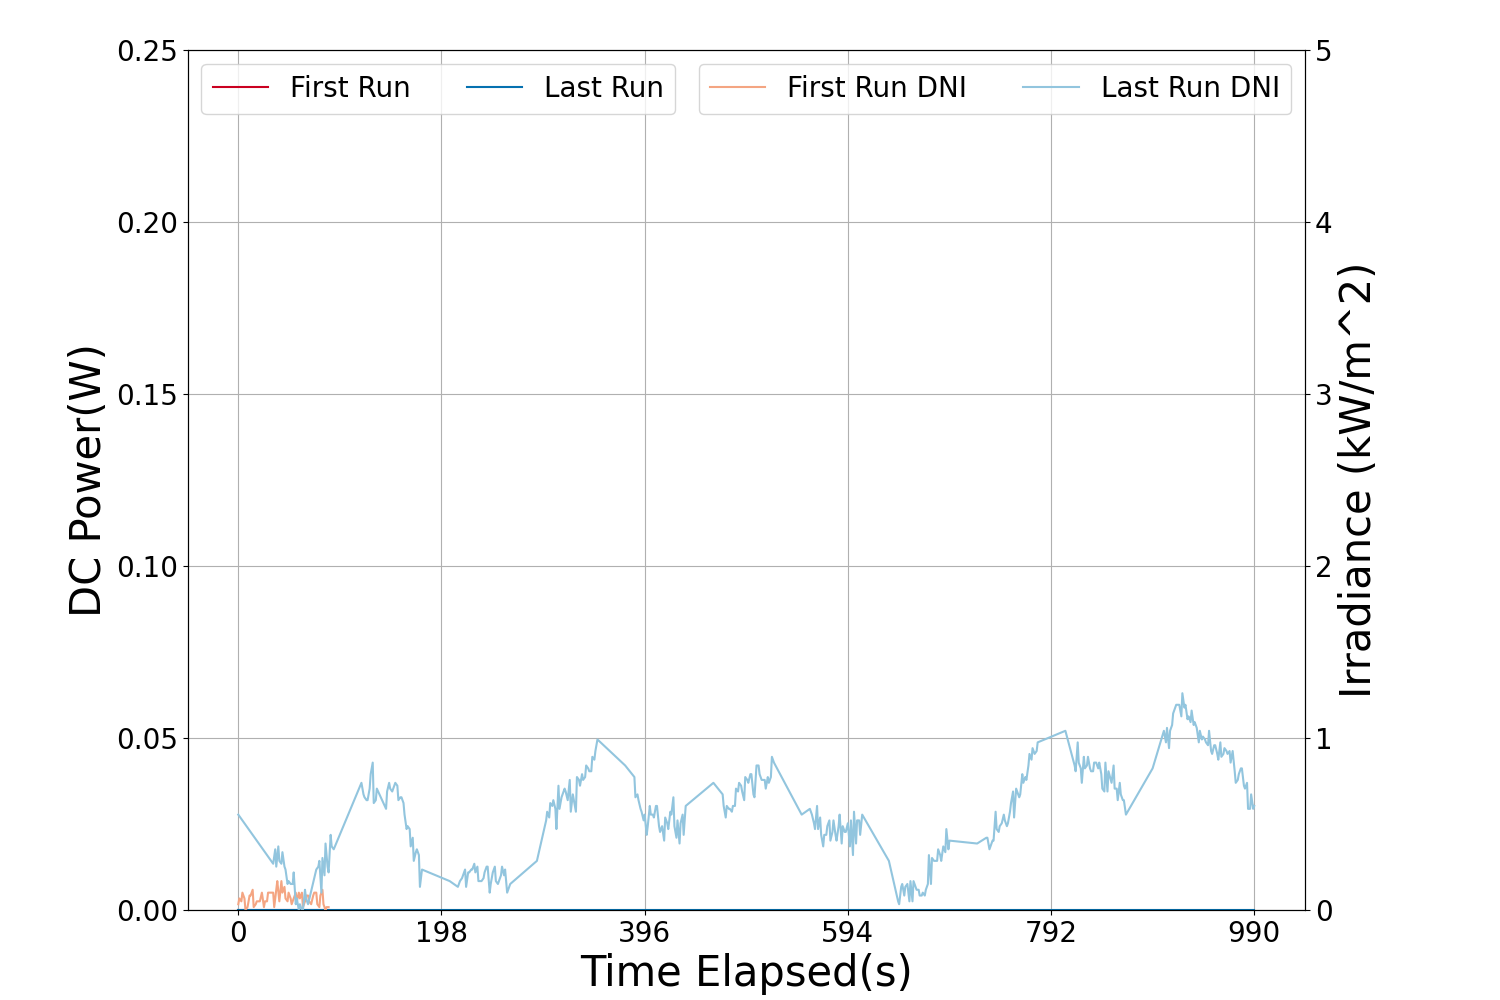 First Run
Last Run
First Run DNI
Last Run DNI
0.25
0.20
0.15
0.10
0.05
0.00
DC Power(W)
5
4
3
2
1
0
Irradiance (kW/m^2)
0 198 396 594 792 990
Time Elapsed(s)